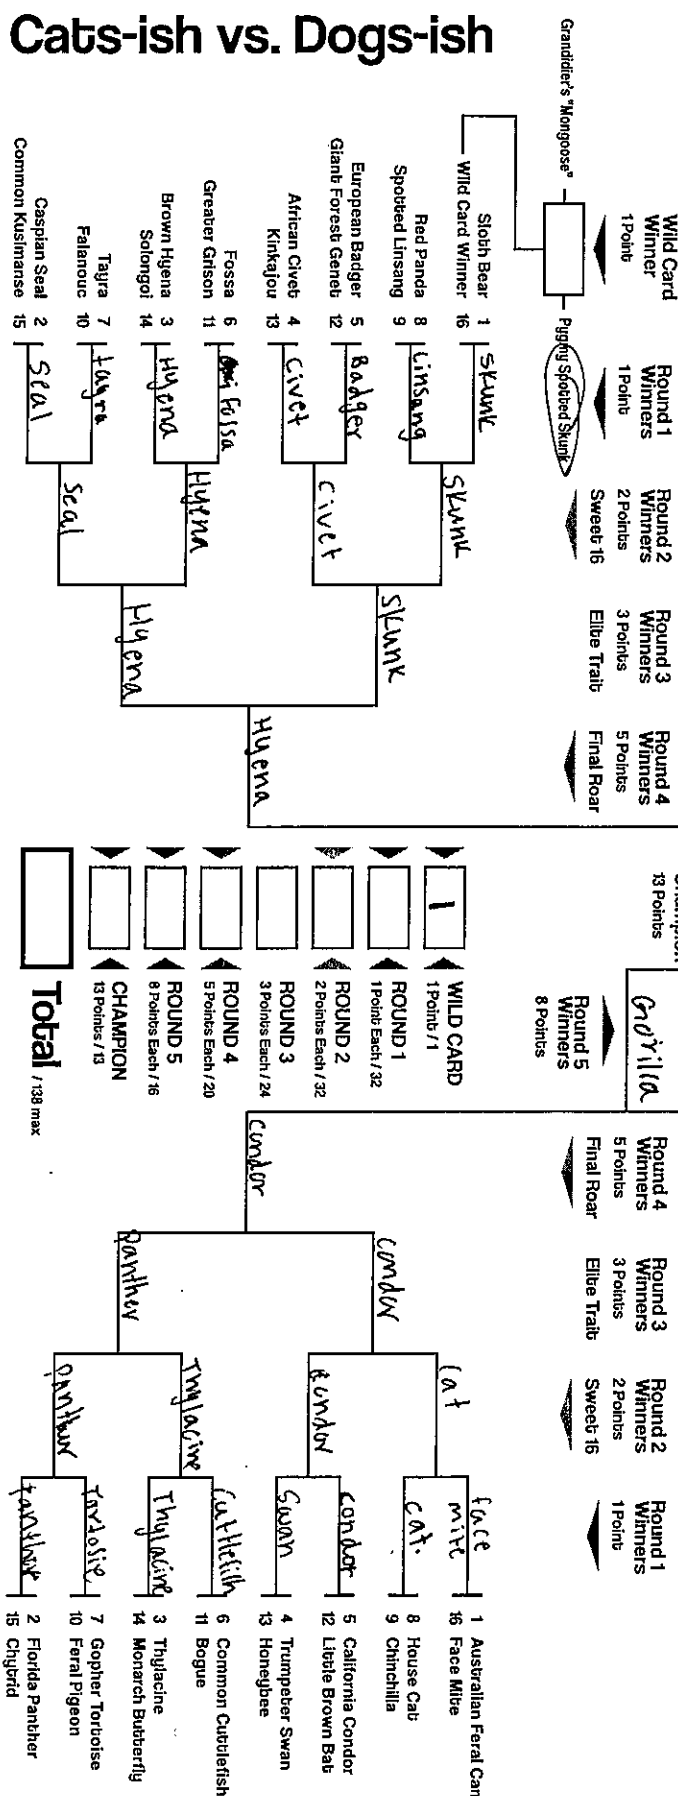 Cats-ish vs. Dogs-ish
Grandidier's "Mongoose"
Pygmy Spotted Skunk
Wild Card
Winner
1 Point
Round 1
Winners
1 Point
Round 2
Winners
2 Points
Sweet 16
Round 3
Winners
3 Points
Elite Trait
Round 4
Winners
5 Points
Final Roar
Sloth Bear 1
Wild Card Winner 16
Red Panda 8
Spotted Linsang 9
European Badger 5
Giant Forest Genet 12
African Civet 4
Kinkajou 13
Fossa 6
Greater Grison 11
Brown Hyena 3
Solongoi 14
Tayra 7
Falanouc 10
Caspian Seal 2
Common Kusimanse 15
Skunk
Linsang
Badger
Civet
Fossa
Hyena
tayra
Seal
Skunk
Civet
Hyena
Seal
Skunk
Hyena
Hyena
13 Points
Gorilla
Round 5
Winners
8 Points
1
WILD CARD
1 Point / 1
ROUND 1
1 Point Each / 32
ROUND 2
2 Points Each / 32
ROUND 3
3 Points Each / 24
ROUND 4
5 Points Each / 20
ROUND 5
8 Points Each / 16
CHAMPION
13 Points / 13
Total / 138 max
Round 4
Winners
5 Points
Final Roar
Round 3
Winners
3 Points
Elite Trait
Round 2
Winners
2 Points
Sweet 16
Round 1
Winners
1 Point
Condor
Condor
Panther
Cat
Condor
Thylacine
Panther
face
mite
cat.
Condor
Swan
Cuttlefsih
Thylacine
Tortosie
Panther
1 Australian Feral Cam
16 Face Mite
8 House Cat
9 Chinchilla
5 California Condor
12 Little Brown Bat
4 Trumpeter Swan
13 Honeybee
6 Common Cuttlefish
11 Bogue
3 Thylacine
14 Monarch Butterfly
7 Gopher Tortoise
10 Feral Pigeon
2 Florida Panther
15 Chybrid